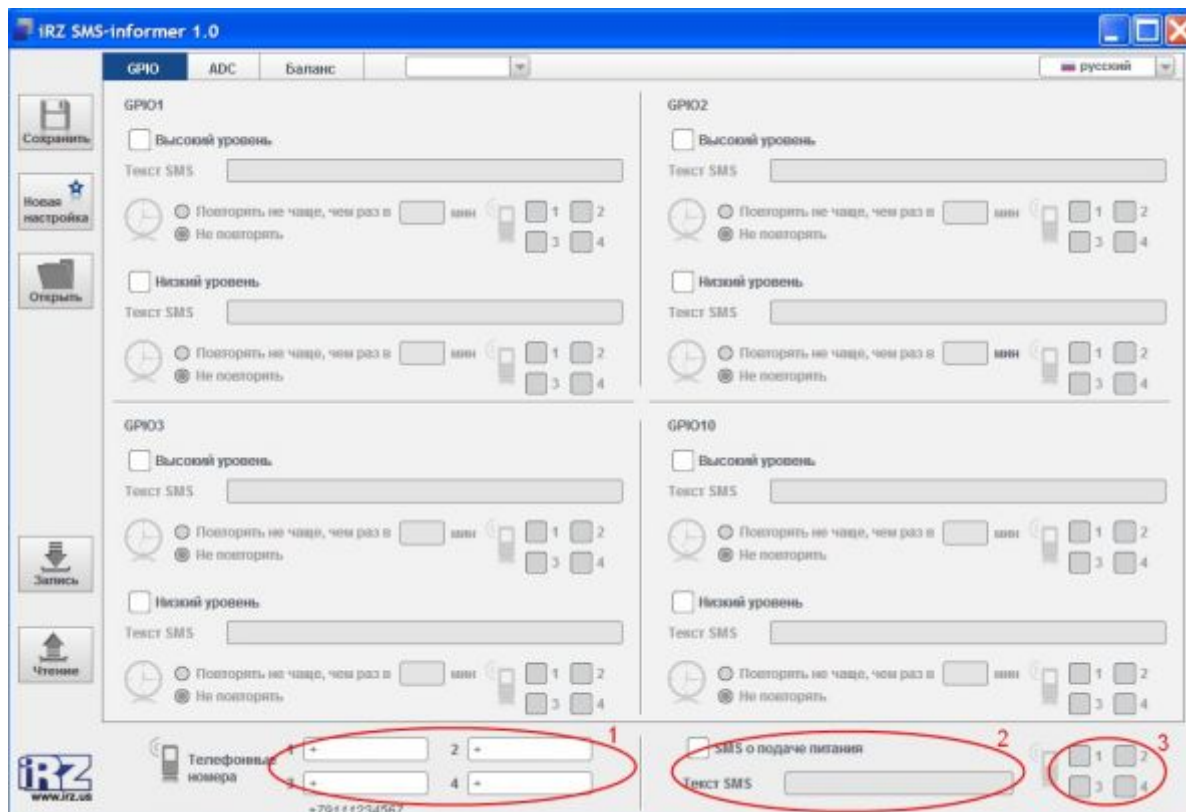 iRZ SMS-informer 1.0
GPIO ADC Баланс русский
Сохранить
Новая настройка
Открыть
Запись
Чтение
GPIO1
Высокий уровень
Текст SMS
Повторять не чаще, чем раз в мин 1 2
Не повторять 3 4
Низкий уровень
Текст SMS
Повторять не чаще, чем раз в мин 1 2
Не повторять 3 4
GPIO2
Высокий уровень
Текст SMS
Повторять не чаще, чем раз в мин 1 2
Не повторять 3 4
Низкий уровень
Текст SMS
Повторять не чаще, чем раз в мин 1 2
Не повторять 3 4
GPIO3
Высокий уровень
Текст SMS
Повторять не чаще, чем раз в мин 1 2
Не повторять 3 4
Низкий уровень
Текст SMS
Повторять не чаще, чем раз в мин 1 2
Не повторять 3 4
GPIO10
Высокий уровень
Текст SMS
Повторять не чаще, чем раз в мин 1 2
Не повторять 3 4
Низкий уровень
Текст SMS
Повторять не чаще, чем раз в мин 1 2
Не повторять 3 4
iRZ
www.irz.us
Телефонные номера
1 + 2 + 1
3 + 4 +
+79111234567
SMS о подаче питания 2
Текст SMS
1 2 3
3 4